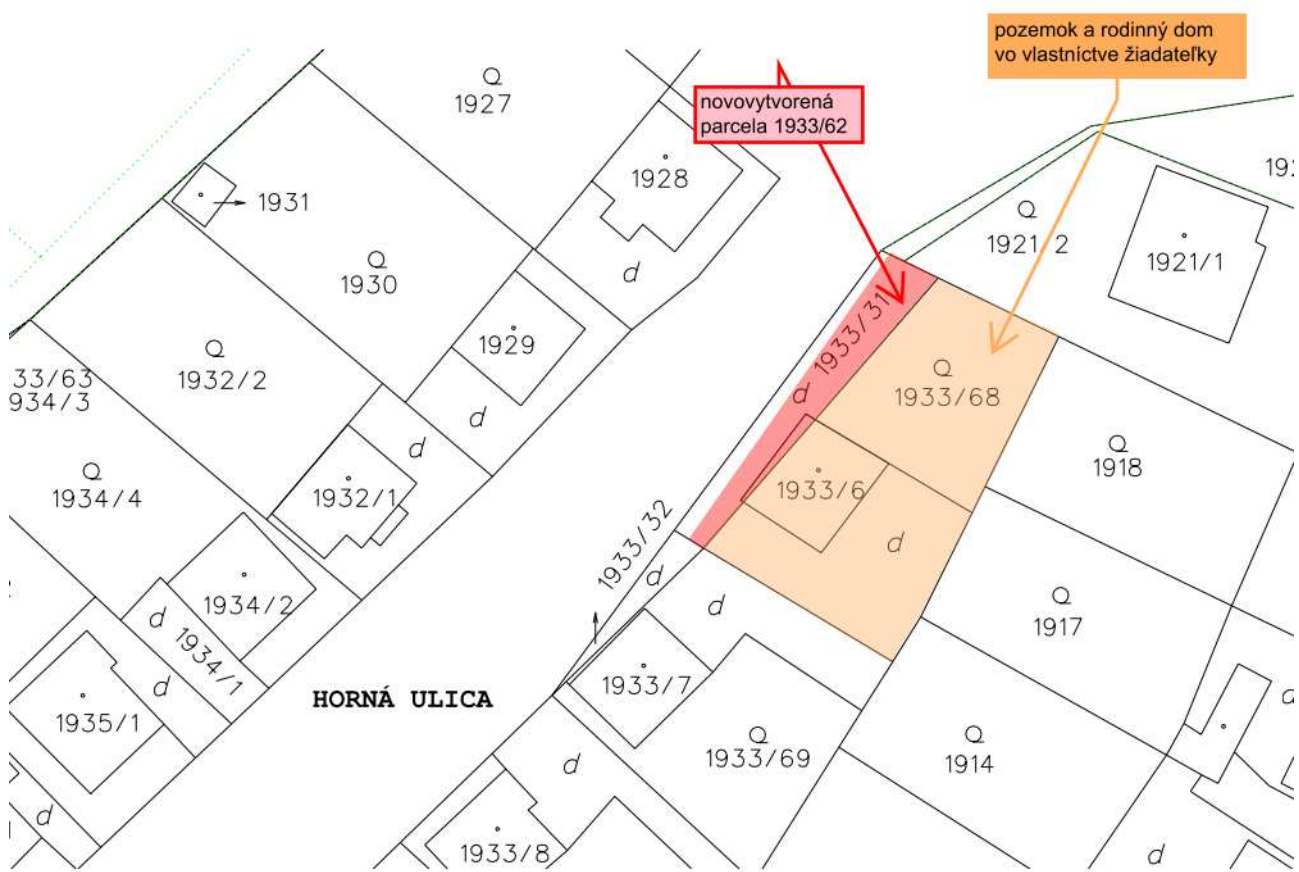 pozemok a rodinný dom
vo vlastníctve žiadateľky
novovytvorená
parcela 1933/62
Q
1927
1928
d
1931
Q
1930
1929
d
Q
1921/2
1921/1
192
1933/31
d
Q
1933/68
Q
1932/2
33/63
934/3
Q
1934/4
d
1932/1
Q
1918
1933/6
d
1933/32
d
d
1934/2
d
1934/1
d
1935/1
d
HORNÁ ULICA
1933/7
Q
1917
Q
1933/69
Q
1914
d
d
1933/8
d